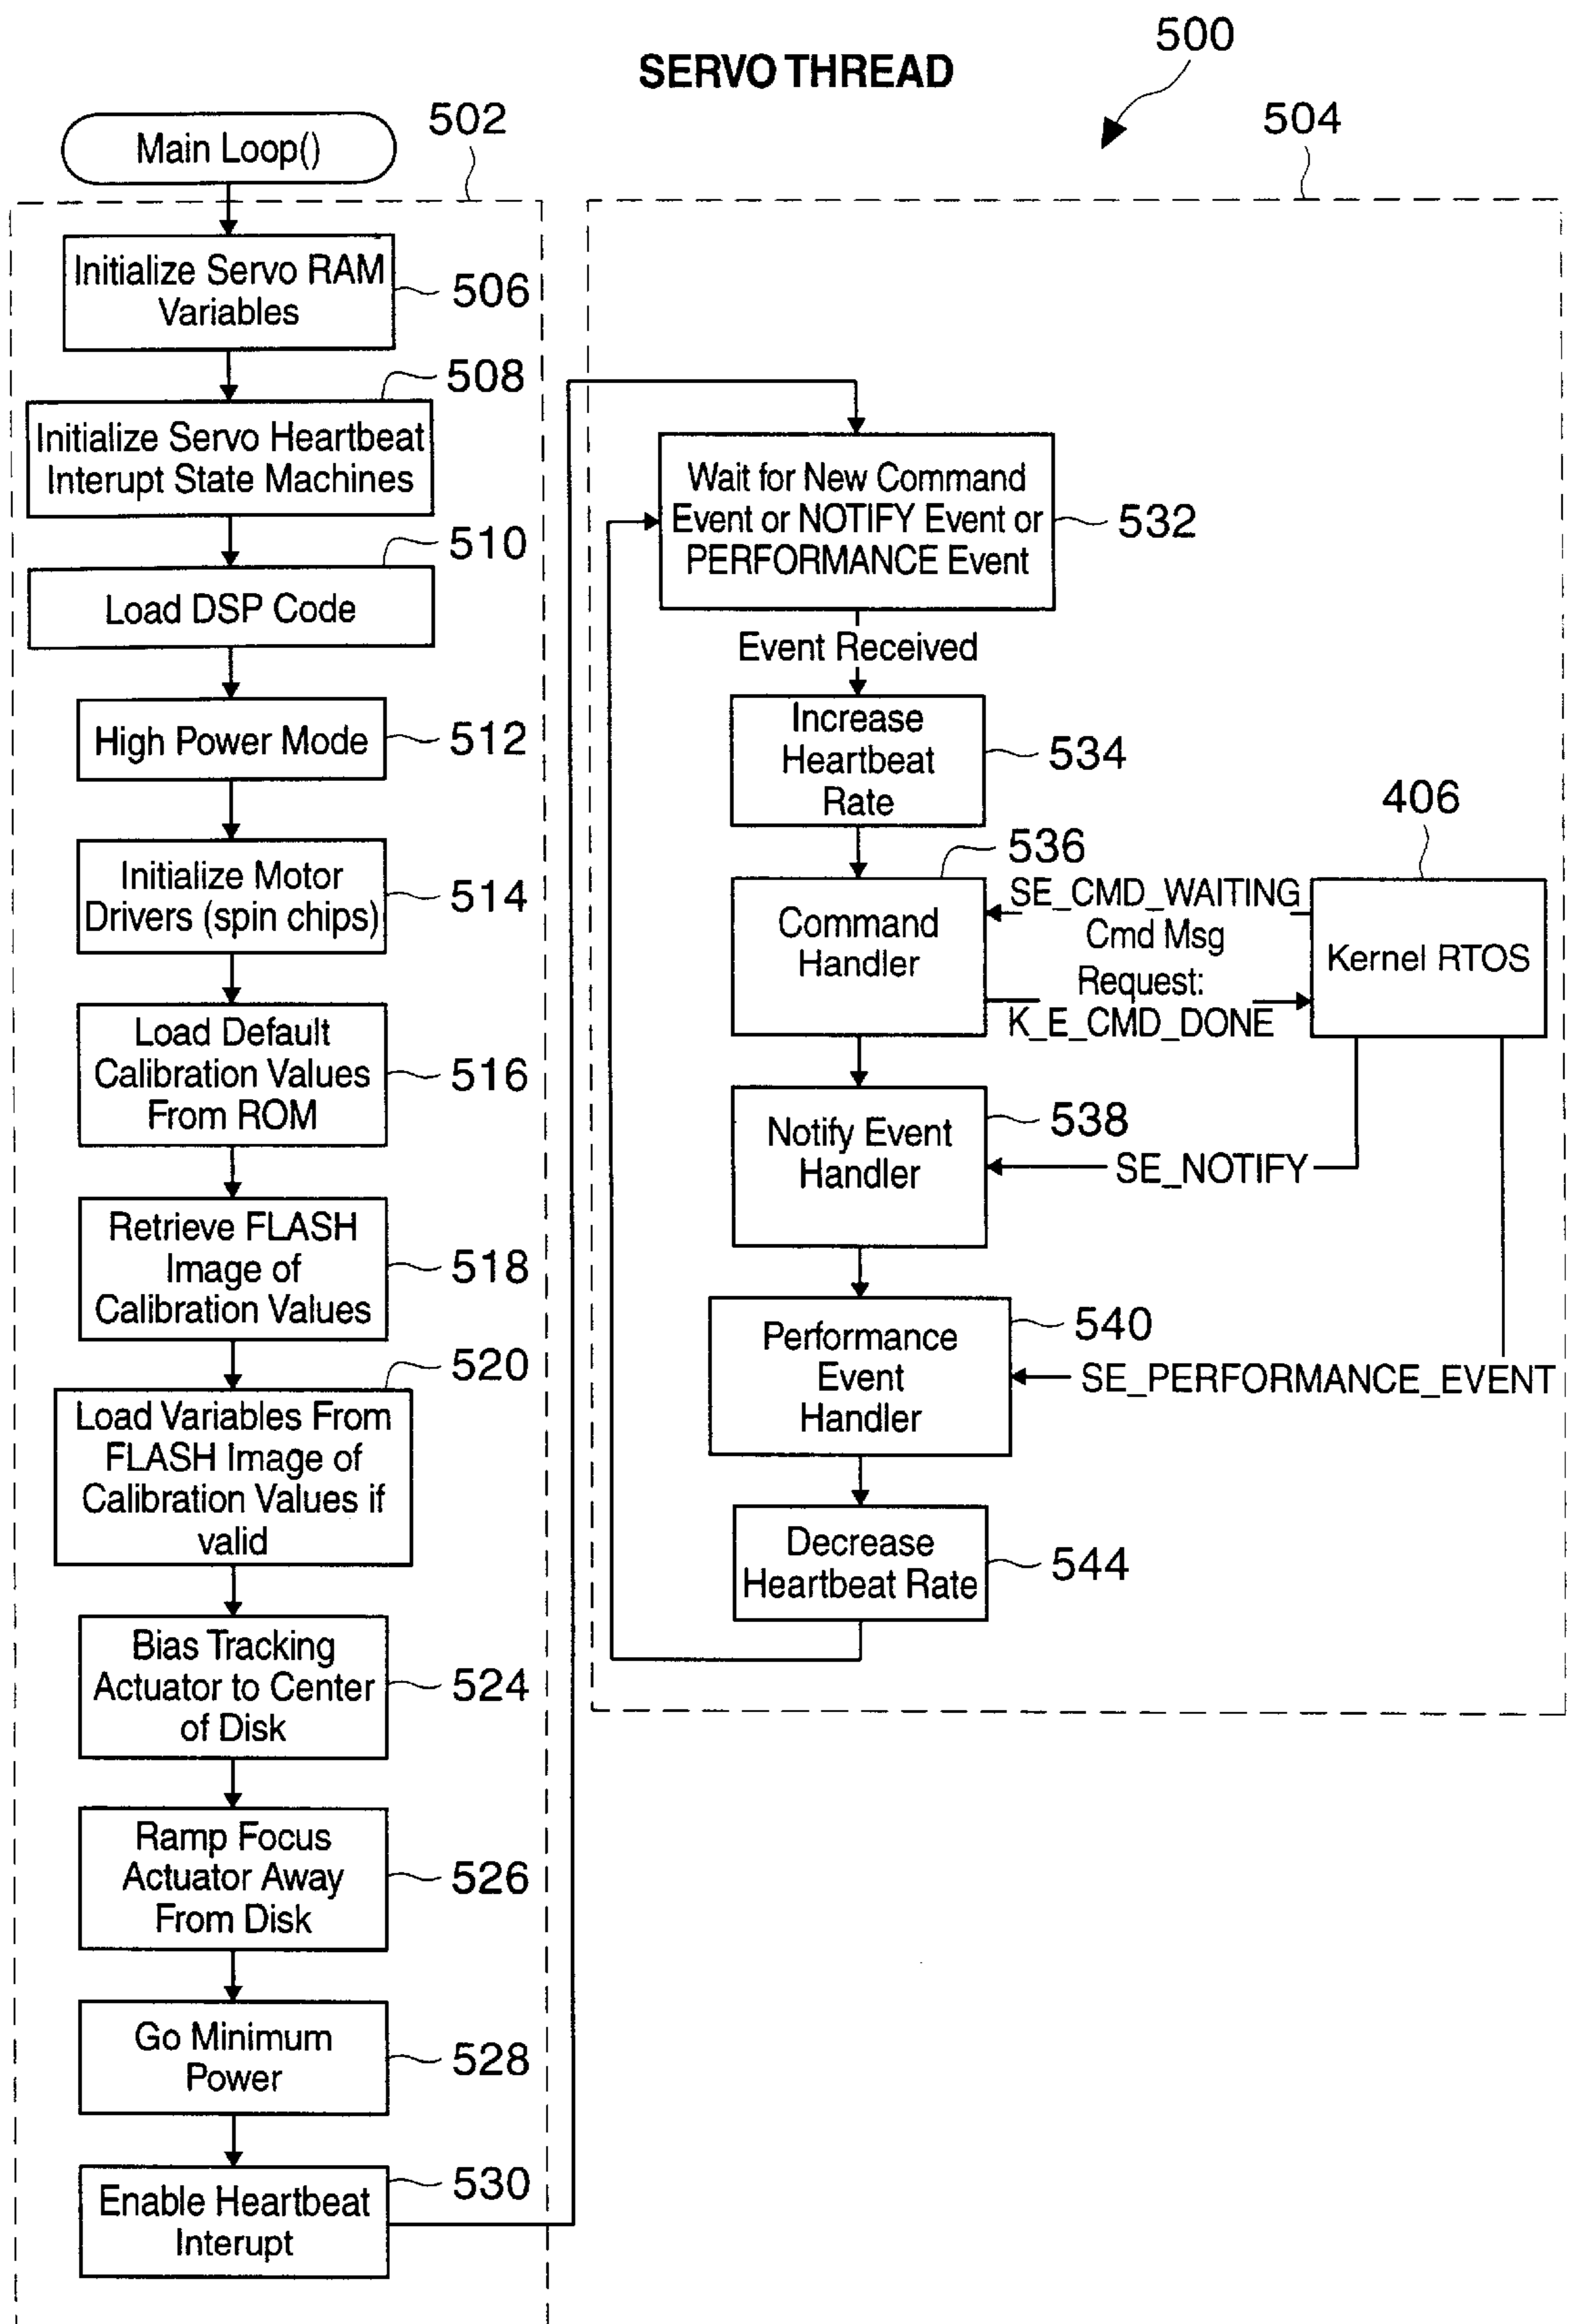 500
SERVO THREAD
502
504
Main Loop()
Initialize Servo RAM
Variables
506
508
Initialize Servo Heartbeat
Interupt State Machines
510
Load DSP Code
High Power Mode
512
Initialize Motor
Drivers (spin chips)
514
Load Default
Calibration Values
From ROM
516
Retrieve FLASH
Image of
Calibration Values
518
520
Load Variables From
FLASH Image of
Calibration Values if
valid
Bias Tracking
Actuator to Center
of Disk
524
Ramp Focus
Actuator Away
From Disk
526
Go Minimum
Power
528
Enable Heartbeat
Interupt
530
Wait for New Command
Event or NOTIFY Event or
PERFORMANCE Event
532
Event Received
Increase
Heartbeat
Rate
534
536
Command
Handler
SE_CMD_WAITING
Cmd Msg
Request:
K_E_CMD_DONE
406
Kernel RTOS
Notify Event
Handler
538
SE_NOTIFY
Performance
Event
Handler
540
SE_PERFORMANCE_EVENT
Decrease
Heartbeat Rate
544